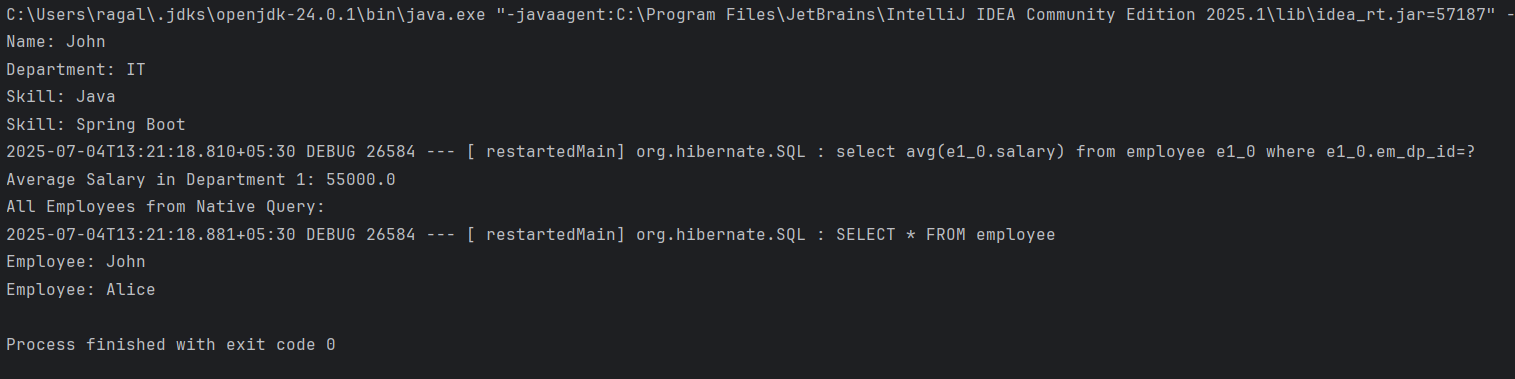 C:\Users\ragal\.jdks\openjdk-24.0.1\bin\java.exe "-javaagent:C:\Program Files\JetBrains\IntelliJ IDEA Community Edition 2025.1\lib\idea_rt.jar=57187" -
Name: John
Department: IT
Skill: Java
Skill: Spring Boot
2025-07-04T13:21:18.810+05:30 DEBUG 26584 --- [ restartedMain] org.hibernate.SQL : select avg(e1_0.salary) from employee e1_0 where e1_0.em_dp_id=?
Average Salary in Department 1: 55000.0
All Employees from Native Query:
2025-07-04T13:21:18.881+05:30 DEBUG 26584 --- [ restartedMain] org.hibernate.SQL : SELECT * FROM employee
Employee: John
Employee: Alice
Process finished with exit code 0